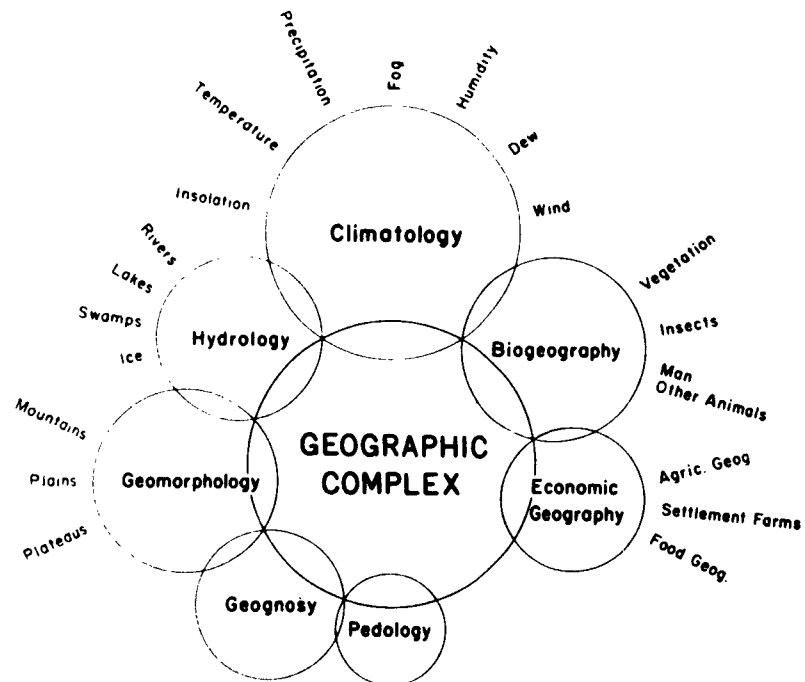 Precipitation
Fog
Humidity
Temperature
Dew
Insolation
Wind
Climatology
Rivers
Lakes
Swamps
Ice
Hydrology
Vegetation
Insects
Man
Other Animals
Biogeography
Mountains
Plains
Plateaus
Geomorphology
GEOGRAPHIC
COMPLEX
Economic
Geography
Agric. Geog
Settlement Farms
Food Geog.
Geognosy
Pedology